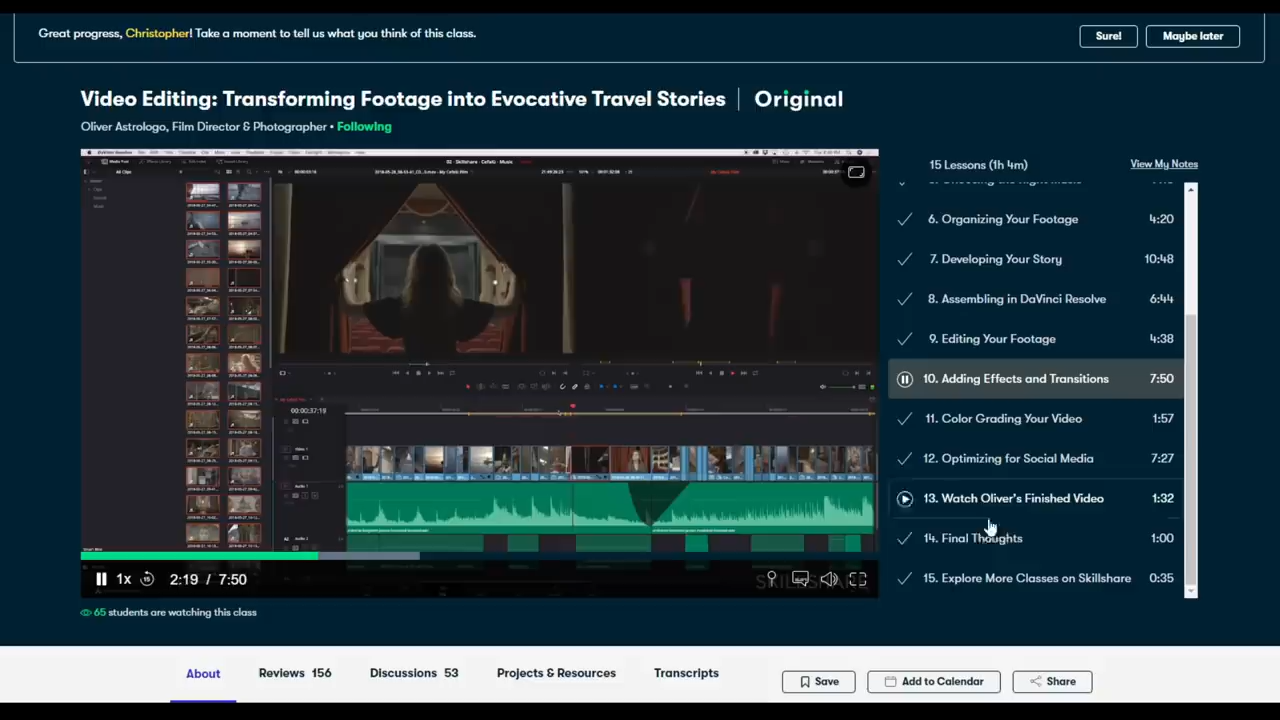 Great progress, Christopher! Take a moment to tell us what you think of this class.
Sure!
Maybe later
Video Editing: Transforming Footage into Evocative Travel Stories | Original
Oliver Astrologo, Film Director & Photographer • Following
15 Lessons (1h 4m)
View My Notes
6. Organizing Your Footage 4:20
7. Developing Your Story 10:48
8. Assembling in DaVinci Resolve 6:44
9. Editing Your Footage 4:38
10. Adding Effects and Transitions 7:50
11. Color Grading Your Video 1:57
12. Optimizing for Social Media 7:27
13. Watch Oliver's Finished Video 1:32
14. Final Thoughts 1:00
15. Explore More Classes on Skillshare 0:35
00:00:37:19
1x 15 2:19 / 7:50
65 students are watching this class
About
Reviews 156
Discussions 53
Projects & Resources
Transcripts
Save
Add to Calendar
Share